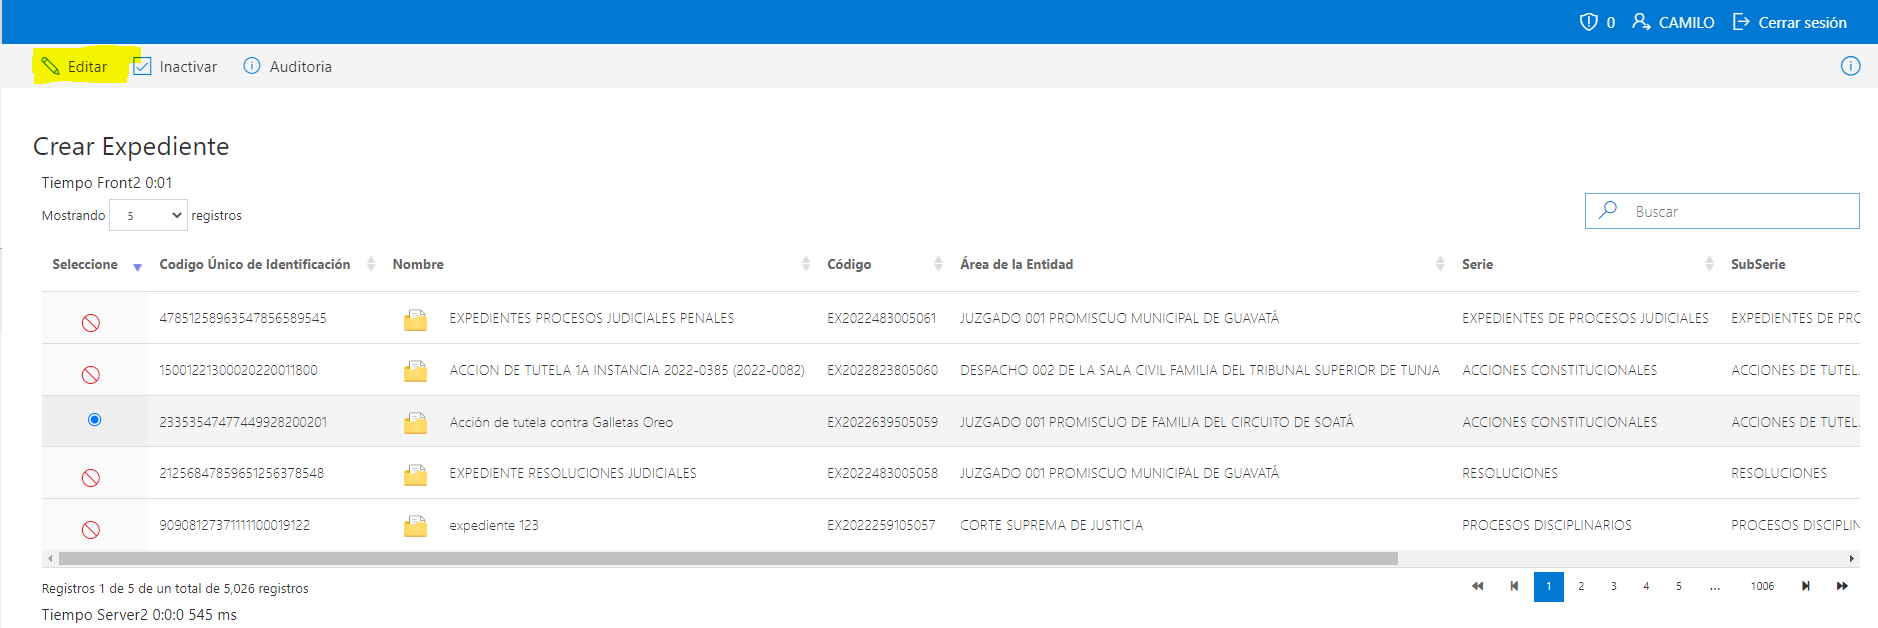 0 CAMILO Cerrar sesión
Editar Inactivar Auditoria
Crear Expediente
Tiempo Front2 0:01
Mostrando 5 registros
Buscar
Seleccione Codigo Único de Identificación Nombre Código Área de la Entidad Serie SubSerie
47851258963547856589545 EXPEDIENTES PROCESOS JUDICIALES PENALES EX2022483005061 JUZGADO 001 PROMISCUO MUNICIPAL DE GUAVATÁ EXPEDIENTES DE PROCESOS JUDICIALES EXPEDIENTES DE PRC
15001221300020220011800 ACCION DE TUTELA 1A INSTANCIA 2022-0385 (2022-0082) EX2022823805060 DESPACHO 002 DE LA SALA CIVIL FAMILIA DEL TRIBUNAL SUPERIOR DE TUNJA ACCIONES CONSTITUCIONALES ACCIONES DE TUTEL
23353547477449928200201 Acción de tutela contra Galletas Oreo EX2022639505059 JUZGADO 001 PROMISCUO DE FAMILIA DEL CIRCUITO DE SOATÁ ACCIONES CONSTITUCIONALES ACCIONES DE TUTEL
21256847859651256378548 EXPEDIENTE RESOLUCIONES JUDICIALES EX2022483005058 JUZGADO 001 PROMISCUO MUNICIPAL DE GUAVATÁ RESOLUCIONES RESOLUCIONES
90908127371111100019122 expediente 123 EX2022259105057 CORTE SUPREMA DE JUSTICIA PROCESOS DISCIPLINARIOS PROCESOS DISCIPLIN
Registros 1 de 5 de un total de 5,026 registros
1 2 3 4 5 ... 1006
Tiempo Server2 0:0:0 545 ms